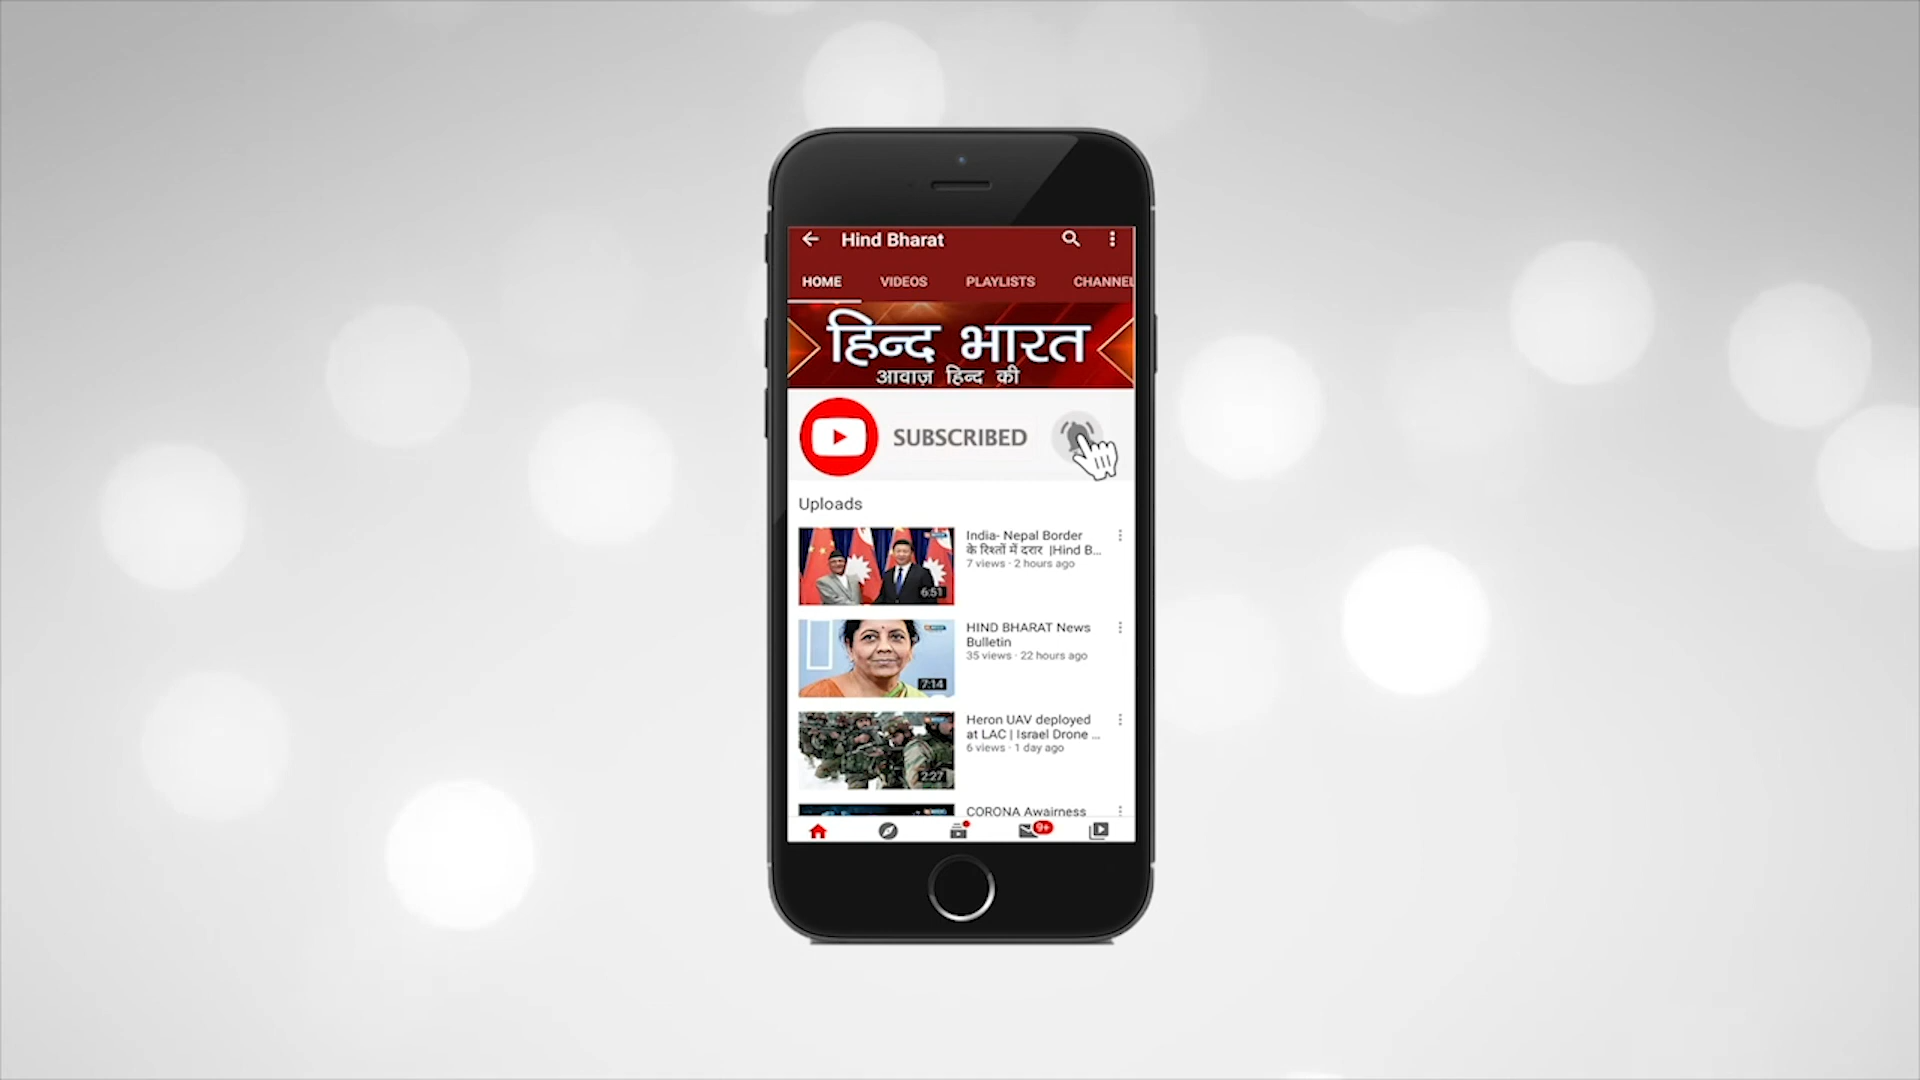 Hind Bharat
HOME VIDEOS PLAYLISTS CHANNEL
हिन्द भारत
आवाज़ हिन्द की
SUBSCRIBED
Uploads
India- Nepal Border
के रिश्तों में दरार |Hind B...
7 views · 2 hours ago
6:51
HIND BHARAT News
Bulletin
35 views · 22 hours ago
7:14
Heron UAV deployed
at LAC | Israel Drone ...
6 views · 1 day ago
2:27
CORONA Awairness
9+